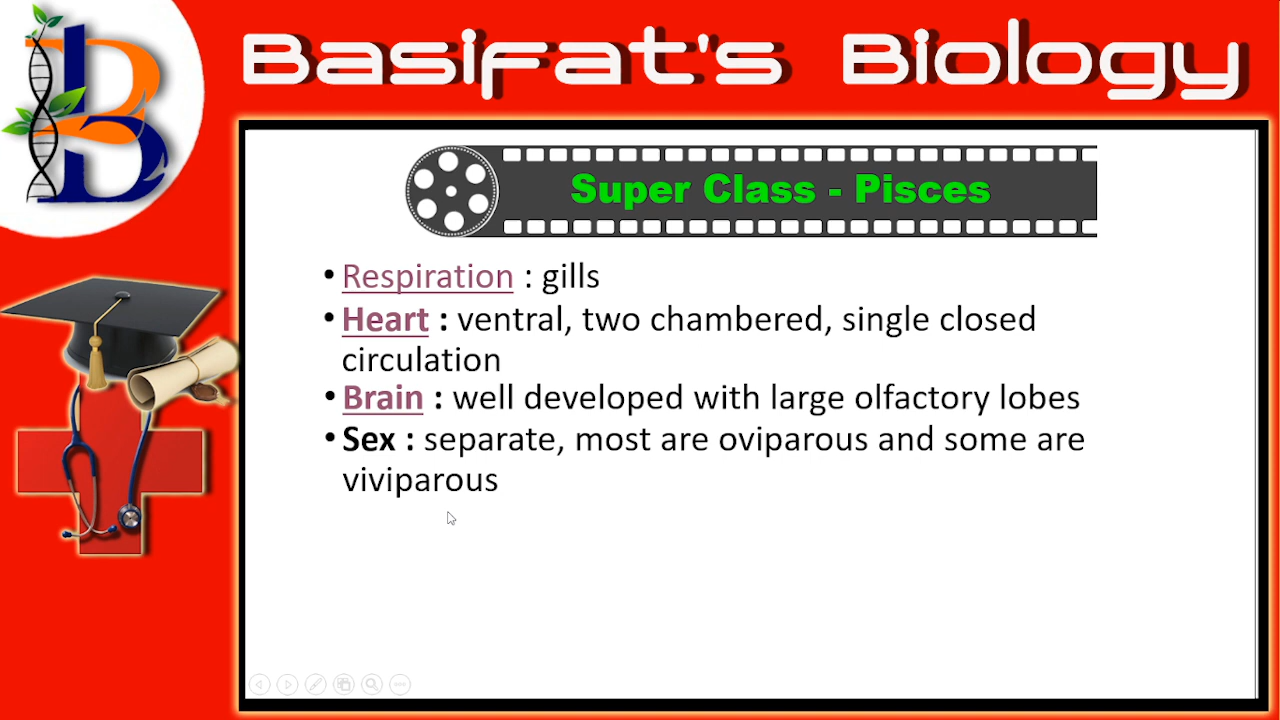 Basifat's Biology
B
Super Class - Pisces
• Respiration : gills
• Heart : ventral, two chambered, single closed
circulation
• Brain : well developed with large olfactory lobes
• Sex : separate, most are oviparous and some are
viviparous